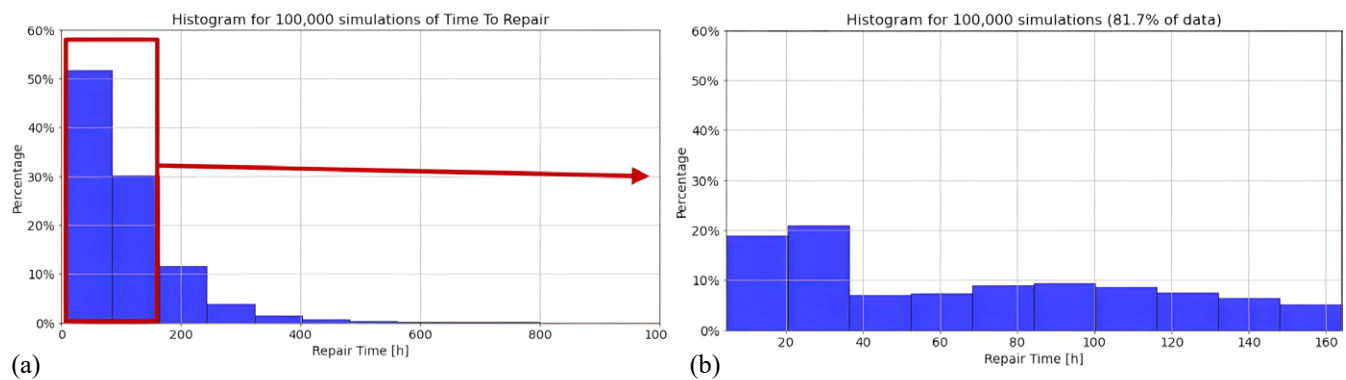 Histogram for 100,000 simulations of Time To Repair
60%
50%
40%
30%
20%
10%
0%
Percentage
0 200 400 600 800 100
Repair Time [h]
(a)
Histogram for 100,000 simulations (81.7% of data)
60%
50%
40%
30%
20%
10%
0%
Percentage
20 40 60 80 100 120 140 160
Repair Time [h]
(b)